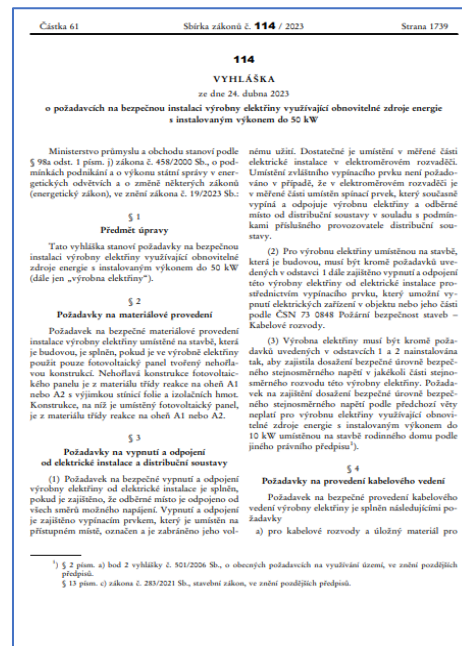 Částka 61
Sbírka zákonů č. 114 / 2023
Strana 1739
114
VYHLÁŠKA
ze dne 24. dubna 2023
o požadavcích na bezpečnou instalaci výrobny elektřiny využívající obnovitelné zdroje energie
s instalovaným výkonem do 50 kW
Ministerstvo průmyslu a obchodu stanoví podle
§ 98a odst. 1 písm. j) zákona č. 458/2000 Sb., o pod-
mínkách podnikání a o výkonu státní správy v ener-
getických odvětvích a o změně některých zákonů
(energetický zákon), ve znění zákona č. 19/2023 Sb.:
§ 1
Předmět úpravy
Tato vyhláška stanoví požadavky na bezpečnou
instalaci výrobny elektřiny využívající obnovitelné
zdroje energie s instalovaným výkonem do 50 kW
(dále jen „výrobna elektřiny“).
§ 2
Požadavky na materiálové provedení
Požadavek na bezpečné materiálové provedení
instalace výrobny elektřiny umístěné na stavbě, která
je budovou, je splněn, pokud je ve výrobně elektřiny
použit pouze fotovoltaický panel tvořený nehořla-
vou konstrukcí. Nehořlavá konstrukce fotovoltaic-
kého panelu je z materiálu třídy reakce na oheň A1
nebo A2 s výjimkou stínicí folie a izolačních hmot.
Konstrukce, na níž je umístěný fotovoltaický panel,
je z materiálu třídy reakce na oheň A1 nebo A2.
§ 3
Požadavky na vypnutí a odpojení
od elektrické instalace a distribuční soustavy
(1) Požadavek na bezpečné vypnutí a odpojení
výrobny elektřiny od elektrické instalace je splněn,
pokud je zajištěno, že odběrné místo je odpojeno od
všech směrů možného napájení. Vypnutí a odpojení
je zajištěno vypínacím prvkem, který je umístěn na
přístupném místě, označen a je zabráněno jeho vol-
nému užití. Dostatečné je umístění v měřené části
elektrické instalace v elektroměrovém rozvaděči.
Umístění zvláštního vypínacího prvku není požado-
váno v případě, že v elektroměrovém rozvaděči je
v měřené části umístěn spínací prvek, který současně
vypíná a odpojuje výrobnu elektřiny a odběrné
místo od distribuční soustavy v souladu s podmín-
kami příslušného provozovatele distribuční sou-
stavy.
(2) Pro výrobnu elektřiny umístěnou na stavbě,
která je budovou, musí být kromě požadavků uve-
dených v odstavci 1 dále zajištěno vypnutí a odpojení
této výrobny elektřiny od elektrické instalace pro-
střednictvím vypínacího prvku, který umožní vy-
pnutí elektrických zařízení v objektu nebo jeho části
podle ČSN 73 0848 Požární bezpečnost staveb –
Kabelové rozvody.
(3) Výrobna elektřiny musí být kromě poža-
davků uvedených v odstavcích 1 a 2 nainstalována
tak, aby zajistila dosažení bezpečné úrovně bezpeč-
ného stejnosměrného napětí v jakékoli části stejno-
směrného rozvodu této výrobny elektřiny. Požada-
vek na zajištění dosažení bezpečné úrovně bezpeč-
ného stejnosměrného napětí podle předchozí věty
neplatí pro výrobnu elektřiny využívající obnovi-
telné zdroje energie s instalovaným výkonem do
10 kW umístěnou na stavbě rodinného domu podle
jiného právního předpisu¹).
§ 4
Požadavky na provedení kabelového vedení
Požadavek na bezpečné provedení kabelového
vedení výrobny elektřiny je splněn následujícími po-
žadavky
a) pro kabelové rozvody a úložný materiál pro
¹) § 2 písm. a) bod 2 vyhlášky č. 501/2006 Sb., o obecných požadavcích na využívání území, ve znění pozdějších
předpisů.
§ 13 písm. c) zákona č. 283/2021 Sb., stavební zákon, ve znění pozdějších předpisů.